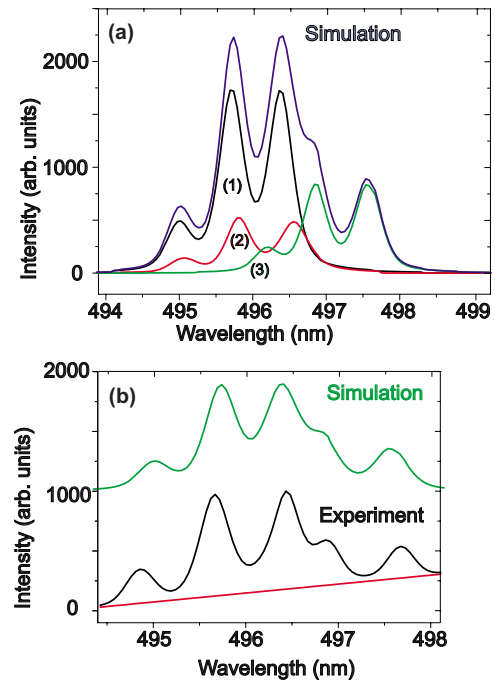 (a)
Simulation
2000
1000
0
Intensity (arb. units)
(1)
(2)
(3)
494 495 496 497 498 499
Wavelength (nm)
(b)
Simulation
2000
1000
0
Intensity (arb. units)
Experiment
495 496 497 498
Wavelength (nm)